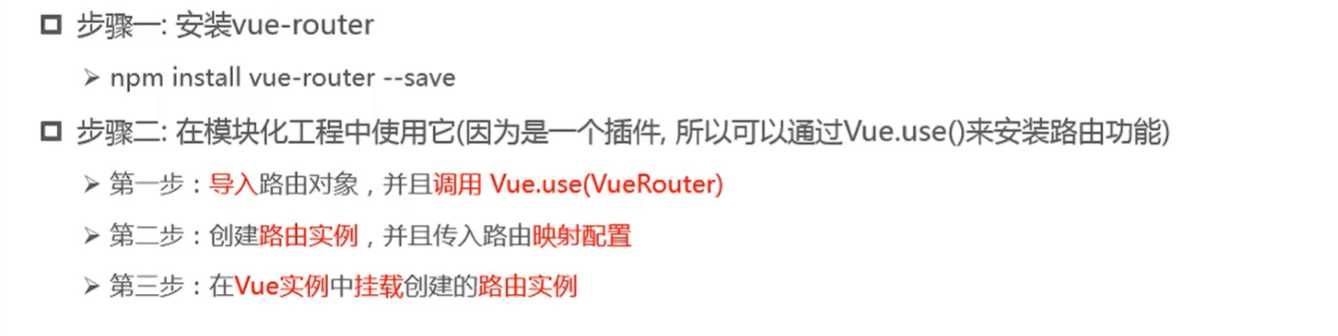 步骤一: 安装vue-router
npm install vue-router --save
步骤二: 在模块化工程中使用它(因为是一个插件, 所以可以通过Vue.use()来安装路由功能)
第一步：导入路由对象，并且调用 Vue.use(VueRouter)
第二步：创建路由实例，并且传入路由映射配置
第三步：在Vue实例中挂载创建的路由实例